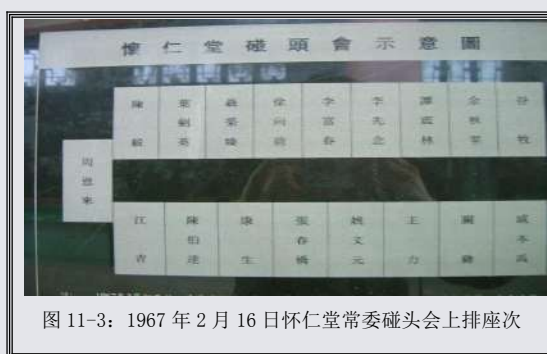 懷仁堂碰頭會示意圖
陳毅
葉劍英
聶榮臻
徐向前
李富春
李先念
譚震林
余秋里
谷牧
周恩來
江青
陳伯達
康生
張春橋
姚文元
王力
關鋒
戚本禹
图 11-3：1967 年 2 月 16 日怀仁堂常委碰头会上排座次